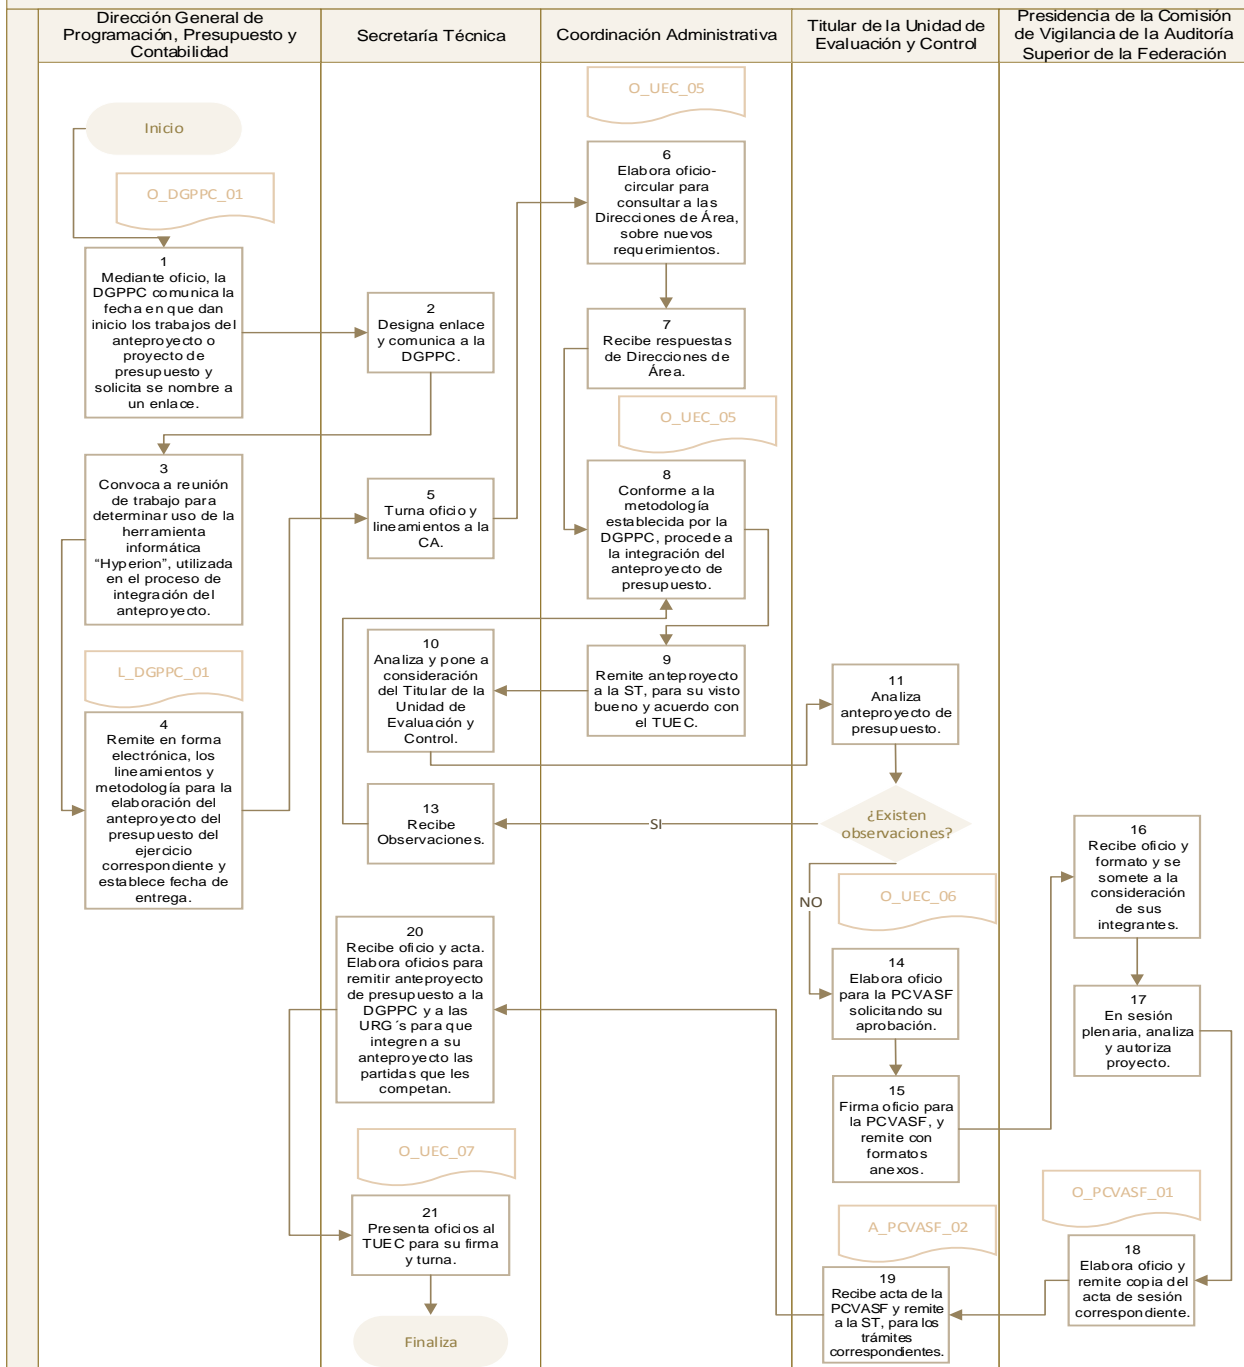 Dirección General de
Programación, Presupuesto y
Contabilidad
Secretaría Técnica
Coordinación Administrativa
Titular de la Unidad de
Evaluación y Control
Presidencia de la Comisión
de Vigilancia de la Auditoría
Superior de la Federación
Inicio
O_DGPPC_01
1
Mediante oficio, la
DGPPC comunica la
fecha en que dan
inicio los trabajos del
anteproyecto o
proyecto de
presupuesto y
solicita se nombre a
un enlace.
2
Designa enlace
y comunica a la
DGPPC.
3
Convoca a reunión
de trabajo para
determinar uso de la
herramienta
informática
“Hyperion”, utilizada
en el proceso de
integración del
anteproyecto.
L_DGPPC_01
4
Remite en forma
electrónica, los
lineamientos y
metodología para la
elaboración del
anteproyecto del
presupuesto del
ejercicio
correspondiente y
establece fecha de
entrega.
5
Turna oficio y
lineamientos a la
CA.
O_UEC_05
6
Elabora oficio-
circular para
consultar a las
Direcciones de Área,
sobre nuevos
requerimientos.
7
Recibe respuestas
de Direcciones de
Área.
O_UEC_05
8
Conforme a la
metodología
establecida por la
DGPPC, procede a
la integración del
anteproyecto de
presupuesto.
9
Remite anteproyecto
a la ST, para su visto
bueno y acuerdo con
el TUEC.
10
Analiza y pone a
consideración
del Titular de la
Unidad de
Evaluación y
Control.
11
Analiza
anteproyecto de
presupuesto.
¿Existen
observaciones?
SI
13
Recibe
Observaciones.
NO
O_UEC_06
14
Elabora oficio
para la PCVASF
solicitando su
aprobación.
15
Firma oficio para
la PCVASF, y
remite con
formatos
anexos.
16
Recibe oficio y
formato y se
somete a la
consideración
de sus
integrantes.
17
En sesión
plenaria, analiza
y autoriza
proyecto.
O_PCVASF_01
18
Elabora oficio y
remite copia del
acta de sesión
correspondiente.
A_PCVASF_02
19
Recibe acta de la
PCVASF y remite
a la ST, para los
trámites
correspondientes.
20
Recibe oficio y acta.
Elabora oficios para
remitir anteproyecto
de presupuesto a la
DGPPC y a las
URG´s para que
integren a su
anteproyecto las
partidas que les
competan.
O_UEC_07
21
Presenta oficios al
TUEC para su firma
y turna.
Finaliza